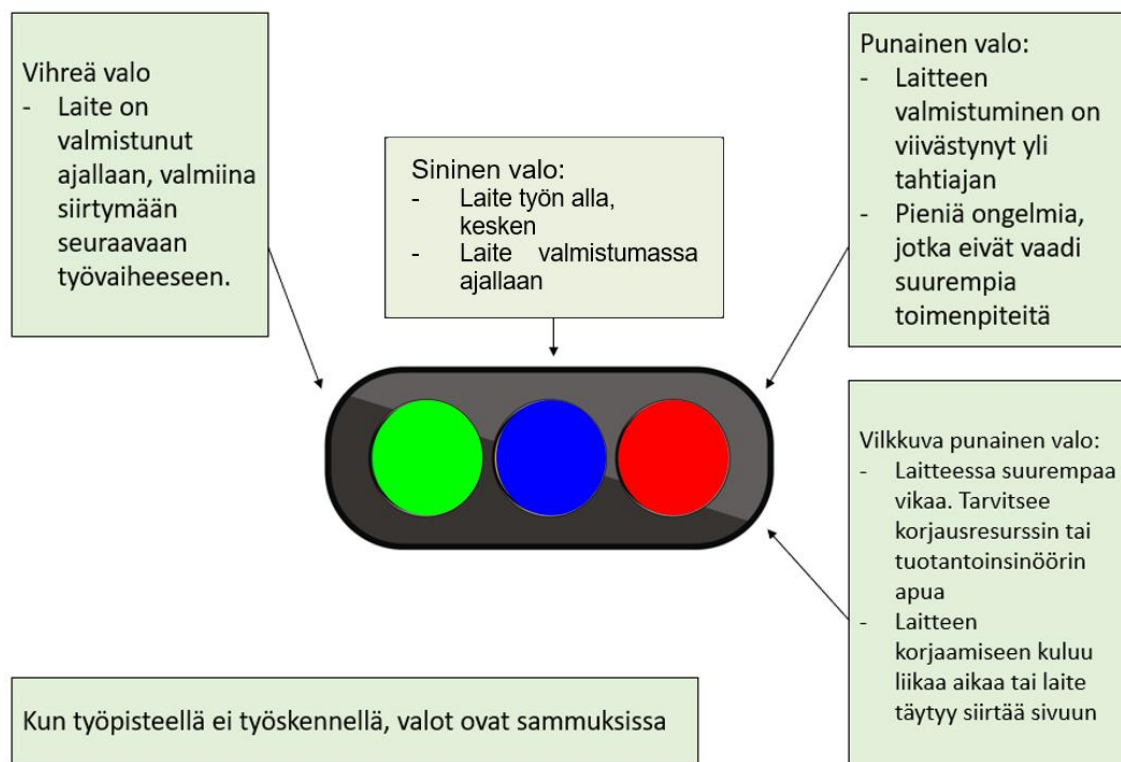 Vihreä valo
- Laite on
valmistunut
ajallaan, valmiina
siirtymään
seuraavaan
työvaiheeseen.
Sininen valo:
- Laite työn alla,
kesken
- Laite valmistumassa
ajallaan
Punainen valo:
- Laitteen
valmistuminen on
viivästynyt yli
tahtiajan
- Pieniä ongelmia,
jotka eivät vaadi
suurempia
toimenpiteitä
Vilkkuva punainen valo:
- Laitteessa suurempaa
vikaa. Tarvitsee
korjausresurssin tai
tuotantoinsinöörin
apua
- Laitteen
korjaamiseen kuluu
liikaa aikaa tai laite
täytyy siirtää sivuun
Kun työpisteellä ei työskennellä, valot ovat sammuksissa